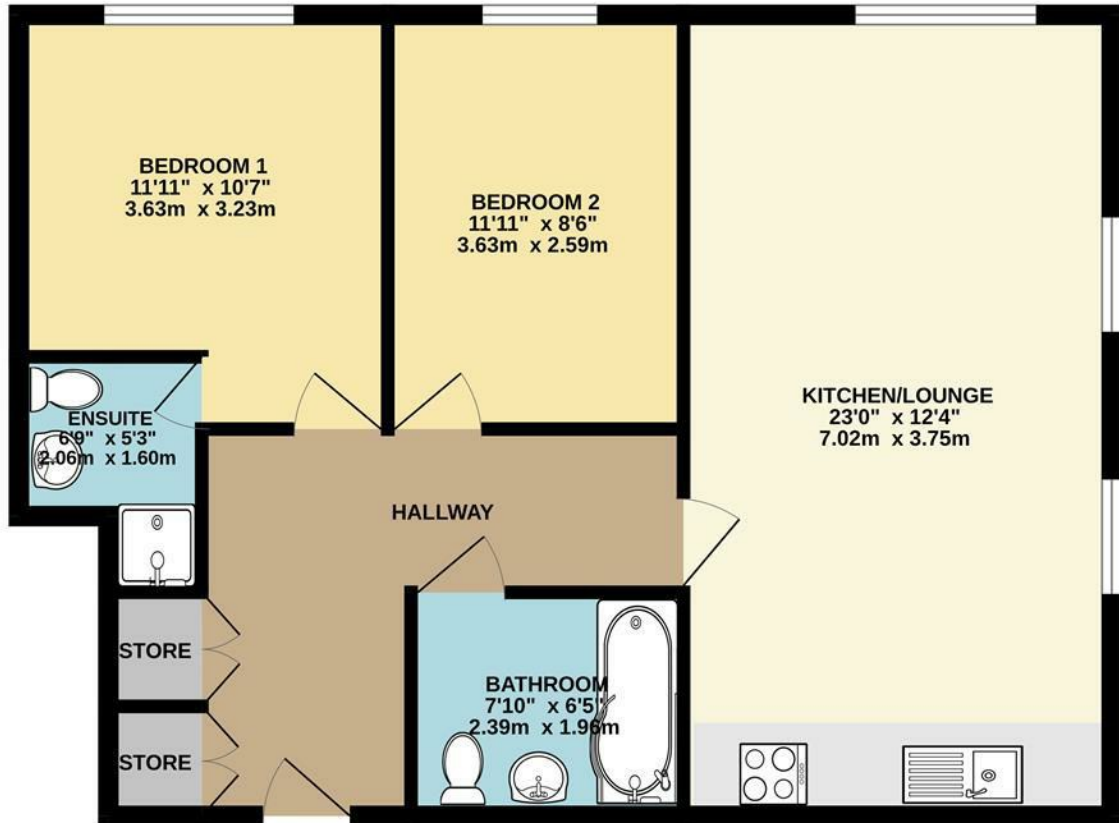 BEDROOM 1
11'11" x 10'7"
3.63m x 3.23m
BEDROOM 2
11'11" x 8'6"
3.63m x 2.59m
KITCHEN/LOUNGE
23'0" x 12'4"
7.02m x 3.75m
ENSUITE
6'9" x 5'3"
2.06m x 1.60m
HALLWAY
STORE
BATHROOM
7'10" x 6'5"
2.39m x 1.96m
STORE